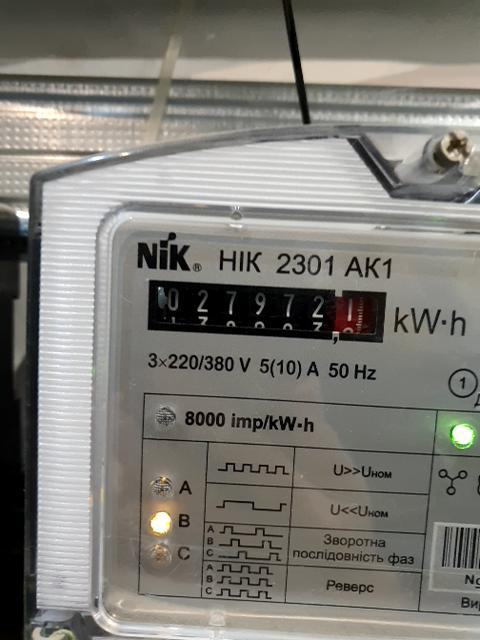 NiK® НІК 2301 АК1
0 2 7 9 7 2 1 kW·h
3×220/380 V 5(10) A 50 Hz
1
8000 imp/kW·h
A
B
C
U>>Uном
U<<Uном
A
B
C
Зворотна
послідовність фаз
A
B
C
Реверс